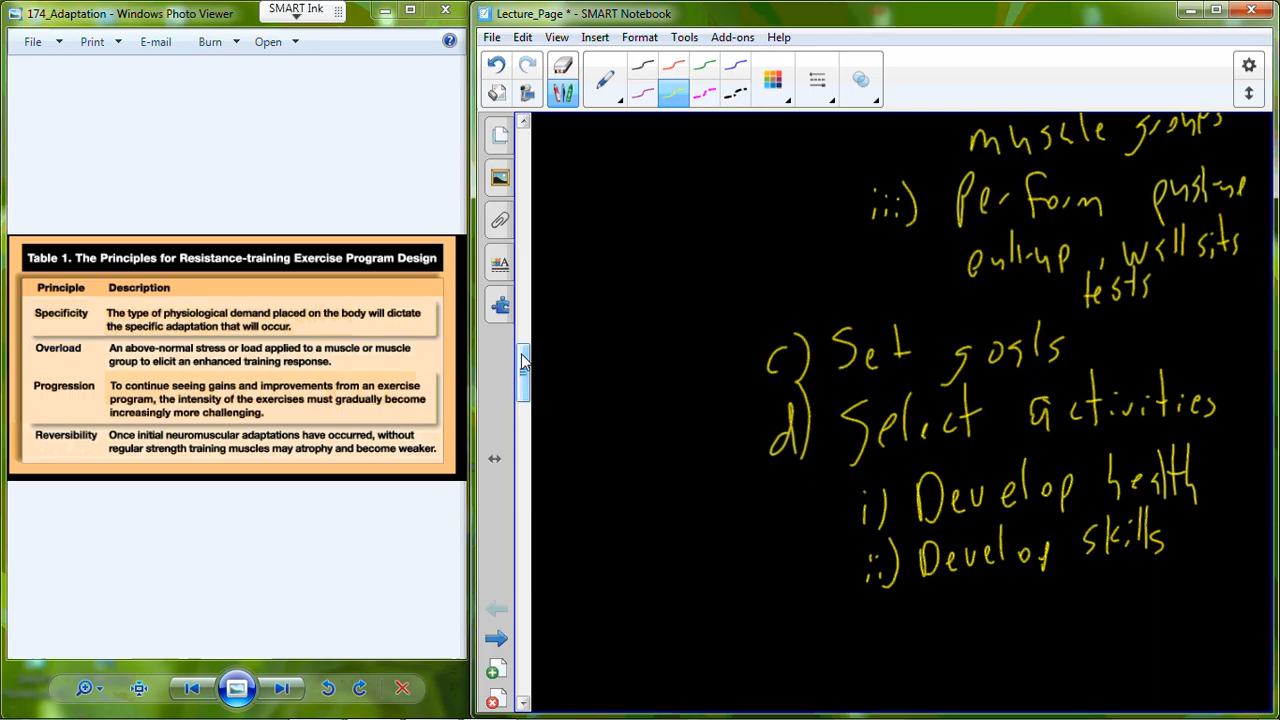 174_Adaptation - Windows Photo Viewer
SMART Ink
File Print E-mail Burn Open
Table 1. The Principles for Resistance-training Exercise Program Design
Principle Description
Specificity The type of physiological demand placed on the body will dictate
the specific adaptation that will occur.
Overload An above-normal stress or load applied to a muscle or muscle
group to elicit an enhanced training response.
Progression To continue seeing gains and improvements from an exercise
program, the intensity of the exercises must gradually become
increasingly more challenging.
Reversibility Once initial neuromuscular adaptations have occurred, without
regular strength training muscles may atrophy and become weaker.
Lecture_Page * - SMART Notebook
File Edit View Insert Format Tools Add-ons Help
muscle groups
iii) Perform push-up
pull-up, wall sits
tests
c) Set goals
d) Select activities
i) Develop health
ii) Develop skills